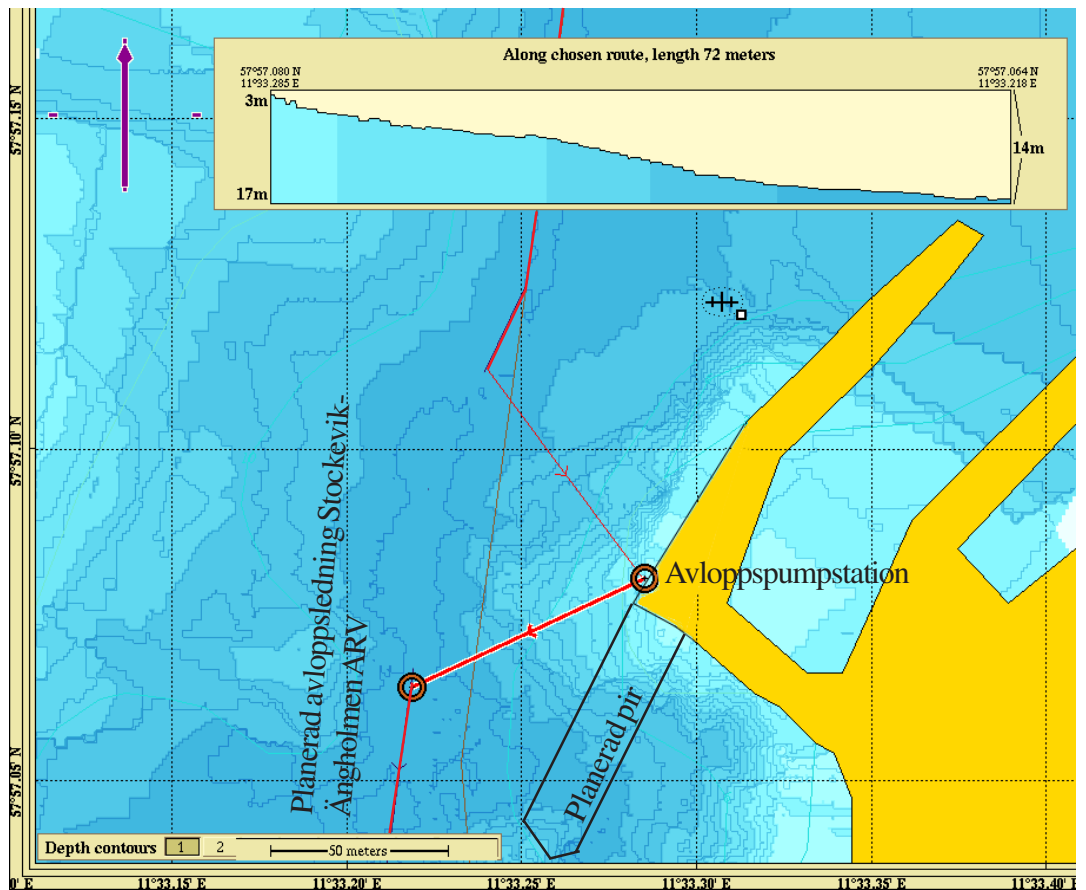 Along chosen route, length 72 meters
57°57.080 N
11°33.285 E
57°57.064 N
11°33.218 E
3m
14m
17m
57°57.15' N
57°57.10' N
57°57.05' N
Planerad avloppsledning Stockevik-
Ängholmen ARV
Avloppspumpstation
Planerad pir
Depth contours 1 2
50 meters
0' E
11°33.15' E
11°33.20' E
11°33.25' E
11°33.30' E
11°33.35' E
11°33.40' E